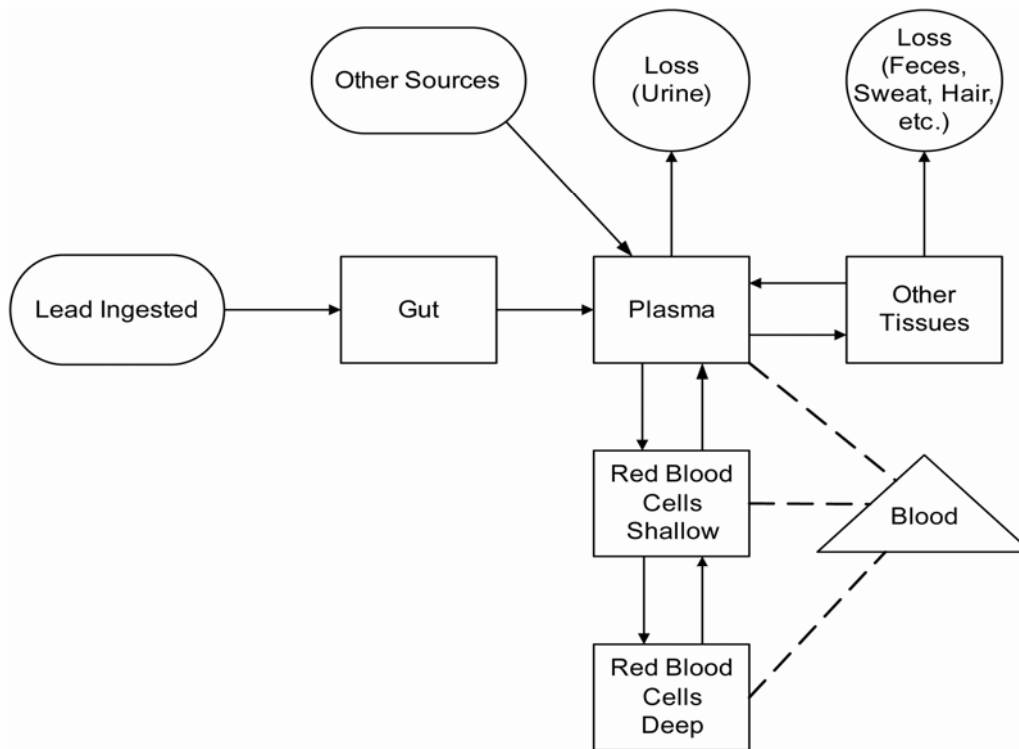 Other Sources
Loss
(Urine)
Loss
(Feces,
Sweat, Hair,
etc.)
Lead Ingested
Gut
Plasma
Other
Tissues
Red Blood
Cells
Shallow
Blood
Red Blood
Cells
Deep